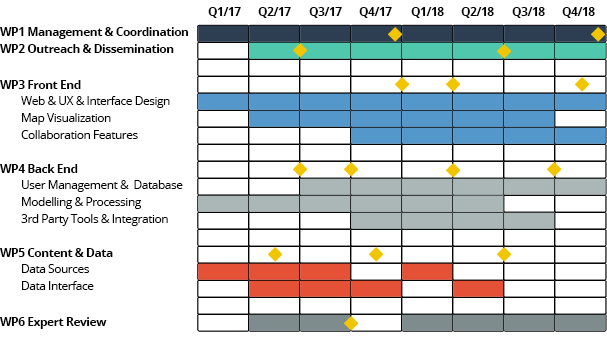 Q1/17 Q2/17 Q3/17 Q4/17 Q1/18 Q2/18 Q3/18 Q4/18
WP1 Management & Coordination
WP2 Outreach & Dissemination
WP3 Front End
Web & UX & Interface Design
Map Visualization
Collaboration Features
WP4 Back End
User Management & Database
Modelling & Processing
3rd Party Tools & Integration
WP5 Content & Data
Data Sources
Data Interface
WP6 Expert Review